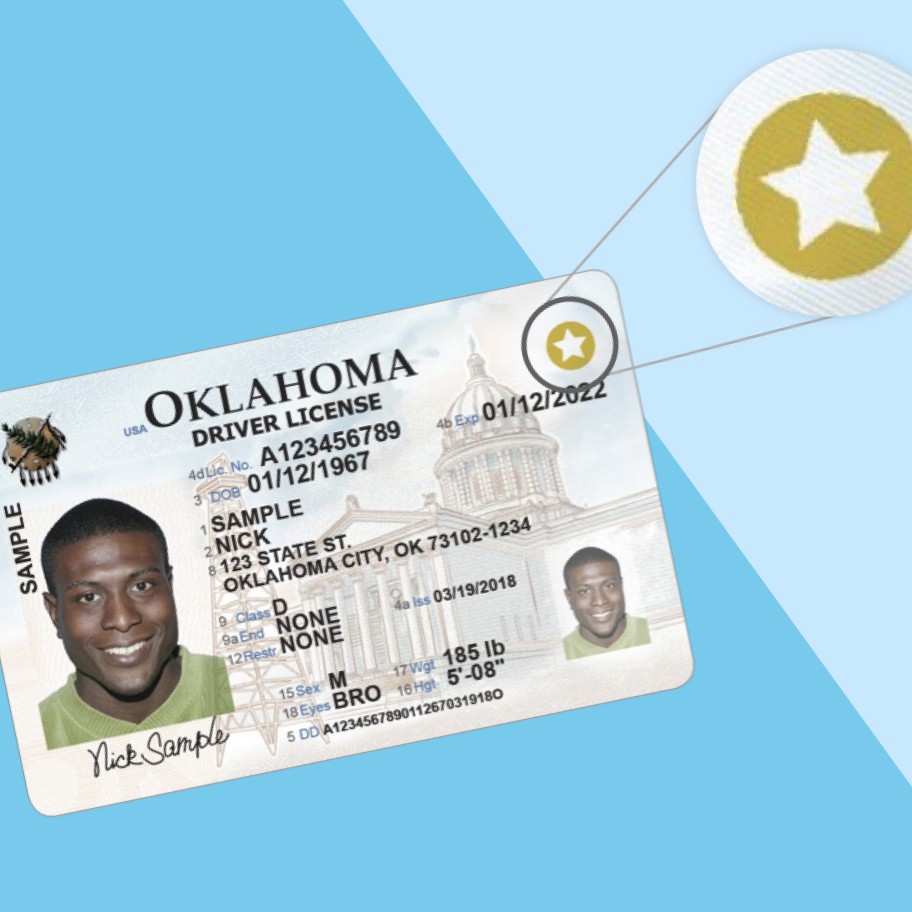 OKLAHOMA
USA
DRIVER LICENSE
4d Lic. No. A123456789
4b Exp 01/12/2022
3 DOB 01/12/1967
1 SAMPLE
2 NICK
8 123 STATE ST.
OKLAHOMA CITY, OK 73102-1234
9 Class D
4a Iss 03/19/2018
9a End NONE
12 Restr NONE
15 Sex M
17 Wgt 185 lb
18 Eyes BRO
16 Hgt 5'-08"
5 DD A123456789011267031918O
SAMPLE
Nick Sample